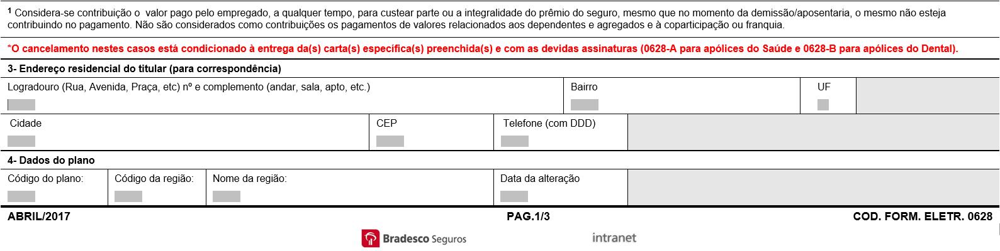 1 Considera-se contribuição o  valor pago pelo empregado, a qualquer tempo, para custear parte ou a integralidade do prêmio do seguro, mesmo que no momento da demissão/aposentaria, o mesmo não esteja
contribuindo no pagamento. Não são considerados como contribuições os pagamentos de valores relacionados aos dependentes e agregados e à coparticipação ou franquia.
*O cancelamento nestes casos está condicionado à entrega da(s) carta(s) específica(s) preenchida(s) e com as devidas assinaturas (0628-A para apólices do Saúde e 0628-B para apólices do Dental).
3- Endereço residencial do titular (para correspondência)
Logradouro (Rua, Avenida, Praça, etc) nº e complemento (andar, sala, apto, etc.) Bairro UF
Cidade CEP Telefone (com DDD)
4- Dados do plano
Código do plano: Código da região: Nome da região: Data da alteração
ABRIL/2017 PAG.1/3 COD. FORM. ELETR. 0628
Bradesco Seguros intranet